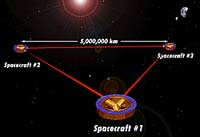 5,000,000 km
Spacecraft #2
Spacecraft #3
Spacecraft #1